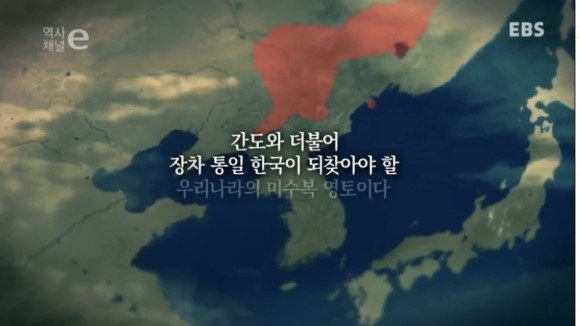 역사
채널 e
EBS
간도와 더불어
장차 통일 한국이 되찾아야 할
우리나라의 미수복 영토이다